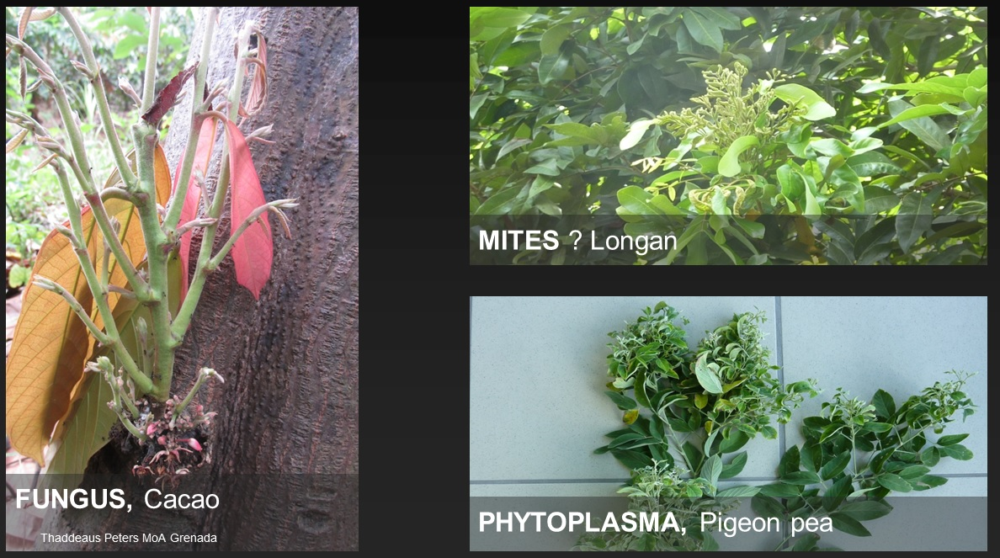 FUNGUS, Cacao
Thaddeaus Peters MoA Grenada
MITES ? Longan
PHYTOPLASMA, Pigeon pea